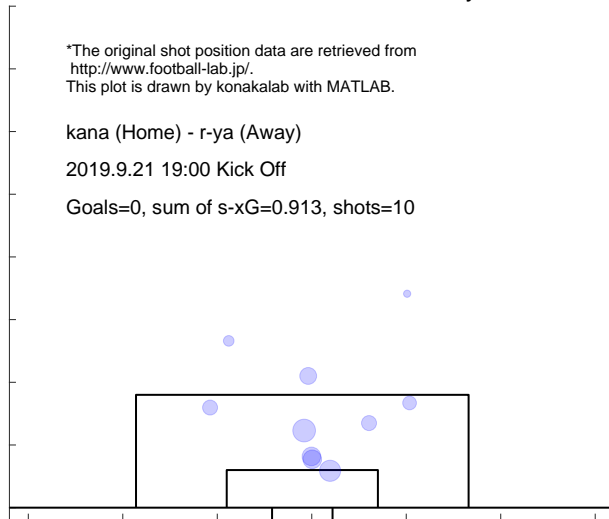 *The original shot position data are retrieved from
http://www.football-lab.jp/.
This plot is drawn by konakalab with MATLAB.
kana (Home) - r-ya (Away)
2019.9.21 19:00 Kick Off
Goals=0, sum of s-xG=0.913, shots=10